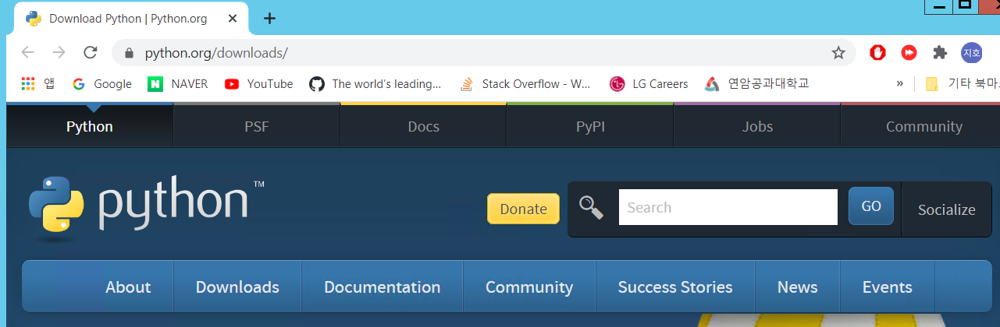 Download Python | Python.org
python.org/downloads/
지호
앱 Google NAVER YouTube The world's leading... Stack Overflow - W... LG Careers 연암공과대학교 » 기타 북마
Python PSF Docs PyPI Jobs Community
python™
Donate Search GO Socialize
About Downloads Documentation Community Success Stories News Events